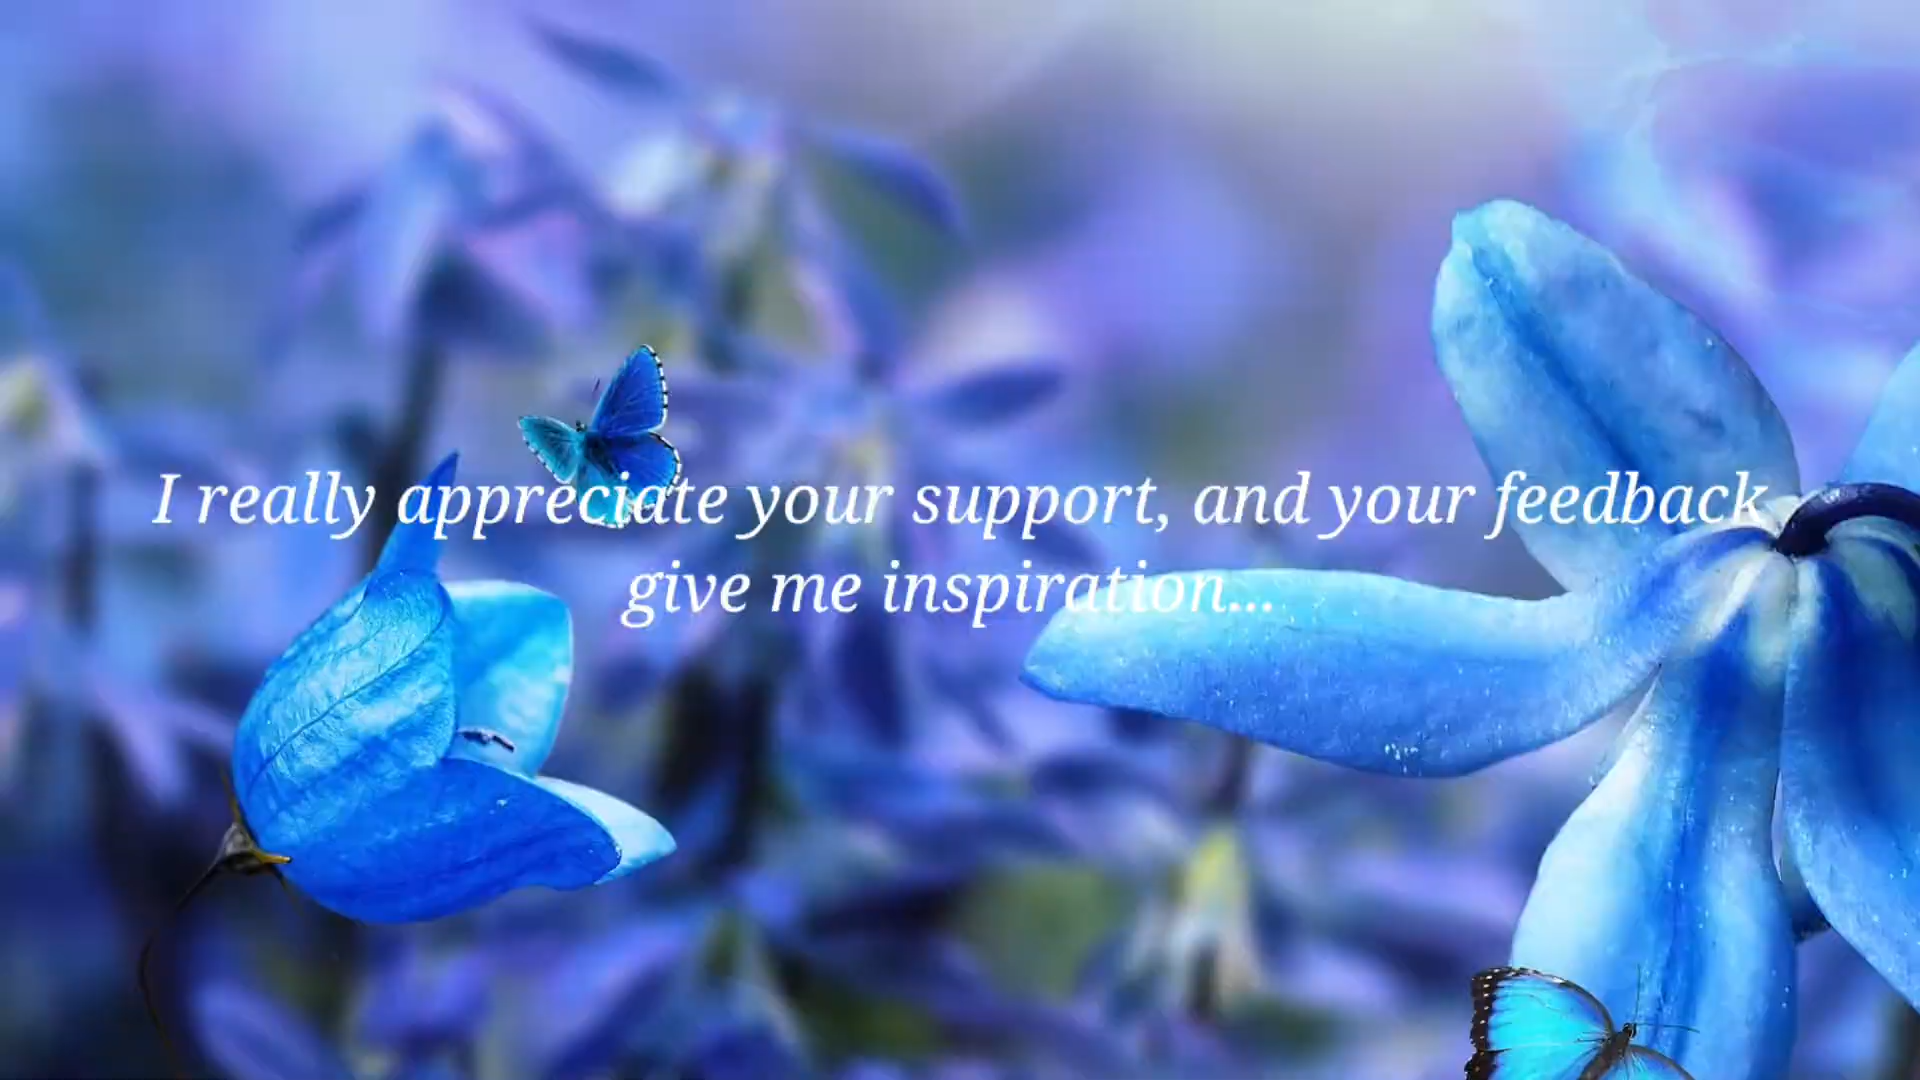 I really appreciate your support, and your feedback
give me inspiration...